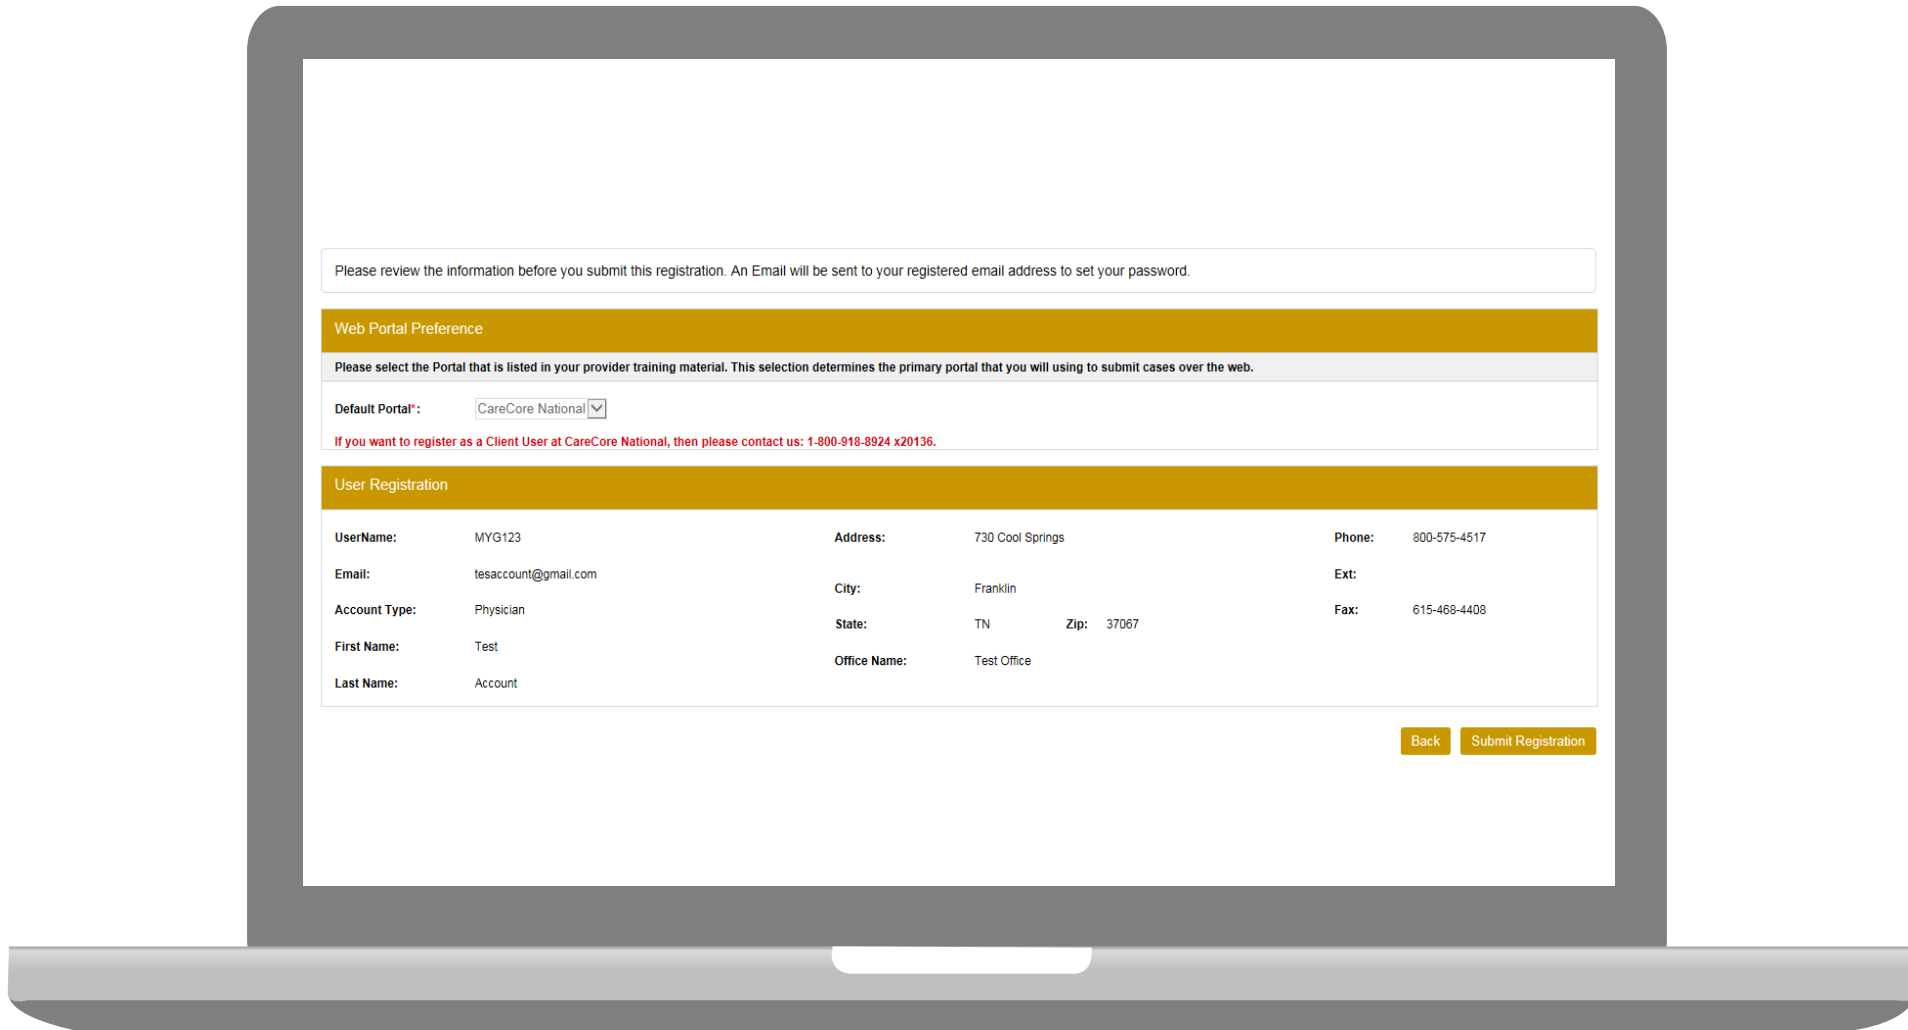 Please review the information before you submit this registration. An Email will be sent to your registered email address to set your password.
Web Portal Preference
Please select the Portal that is listed in your provider training material. This selection determines the primary portal that you will using to submit cases over the web.
Default Portal*: CareCore National
If you want to register as a Client User at CareCore National, then please contact us: 1-800-918-8924 x20136.
User Registration
UserName: MYG123
Email: tesaccount@gmail.com
Account Type: Physician
First Name: Test
Last Name: Account
Address: 730 Cool Springs
City: Franklin
State: TN Zip: 37067
Office Name: Test Office
Phone: 800-575-4517
Ext:
Fax: 615-468-4408
Back Submit Registration